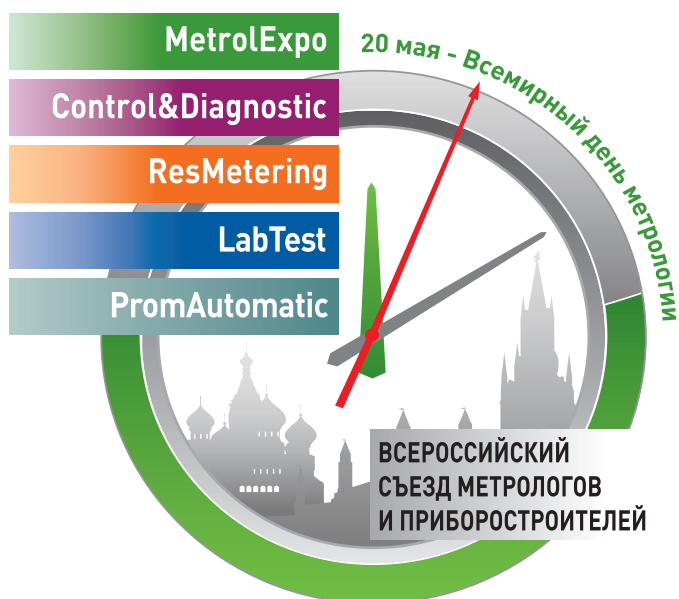 MetrolExpo
20 мая - Всемирный день метрологии
Control&Diagnostic
ResMetering
LabTest
PromAutomatic
ВСЕРОССИЙСКИЙ
СЪЕЗД МЕТРОЛОГОВ
И ПРИБОРОСТРОИТЕЛЕЙ